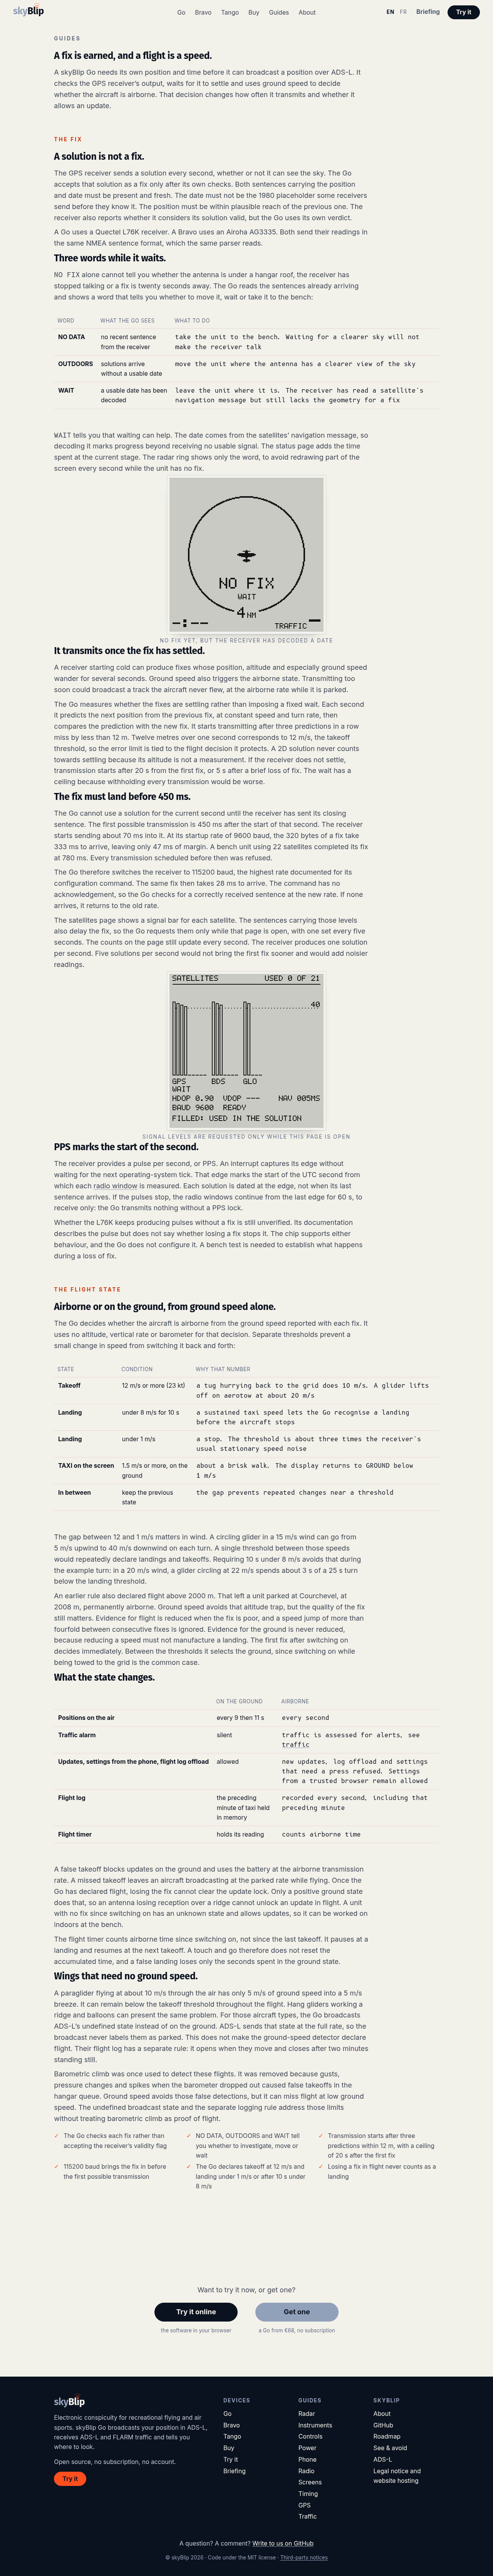 skyBlip
Go Bravo Tango Buy Guides About
EN FR Briefing Try it
GUIDES
A fix is earned, and a flight is a speed.
A skyBlip Go needs its own position and time before it can broadcast a position over ADS-L. It
checks the GPS receiver's output, waits for it to settle and uses ground speed to decide
whether the aircraft is airborne. That decision changes how often it transmits and whether it
allows an update.
THE FIX
A solution is not a fix.
The GPS receiver sends a solution every second, whether or not it can see the sky. The Go
accepts that solution as a fix only after its own checks. Both sentences carrying the position
and date must be present and fresh. The date must not be the 1980 placeholder some receivers
send before they know it. The position must be within plausible reach of the previous one. The
receiver also reports whether it considers its solution valid, but the Go uses its own verdict.
A Go uses a Quectel L76K receiver. A Bravo uses an Airoha AG3335. Both send their readings in
the same NMEA sentence format, which the same parser reads.
Three words while it waits.
NO FIX alone cannot tell you whether the antenna is under a hangar roof, the receiver has
stopped talking or a fix is twenty seconds away. The Go reads the sentences already arriving
and shows a word that tells you whether to move it, wait or take it to the bench:
WORD WHAT THE GO SEES WHAT TO DO
NO DATA no recent sentence from the receiver take the unit to the bench. Waiting for a clearer sky will not make the receiver talk
OUTDOORS solutions arrive without a usable date move the unit where the antenna has a clearer view of the sky
WAIT a usable date has been decoded leave the unit where it is. The receiver has read a satellite's navigation message but still lacks the geometry for a fix
WAIT tells you that waiting can help. The date comes from the satellites' navigation message, so
decoding it marks progress beyond receiving no usable signal. The status page adds the time
spent at the current stage. The radar ring shows only the word, to avoid redrawing part of the
screen every second while the unit has no fix.
NO FIX
WAIT
4 NM
-:--
TRAFFIC -
NO FIX YET, BUT THE RECEIVER HAS DECODED A DATE
It transmits once the fix has settled.
A receiver starting cold can produce fixes whose position, altitude and especially ground speed
wander for several seconds. Ground speed also triggers the airborne state. Transmitting too
soon could broadcast a track the aircraft never flew, at the airborne rate while it is parked.
The Go measures whether the fixes are settling rather than imposing a fixed wait. Each second
it predicts the next position from the previous fix, at constant speed and turn rate, then
compares the prediction with the new fix. It starts transmitting after three predictions in a row
miss by less than 12 m. Twelve metres over one second corresponds to 12 m/s, the takeoff
threshold, so the error limit is tied to the flight decision it protects. A 2D solution never counts
towards settling because its altitude is not a measurement. If the receiver does not settle,
transmission starts after 20 s from the first fix, or 5 s after a brief loss of fix. The wait has a
ceiling because withholding every transmission would be worse.
The fix must land before 450 ms.
The Go cannot use a solution for the current second until the receiver has sent its closing
sentence. The first possible transmission is 450 ms after the start of that second. The receiver
starts sending about 70 ms into it. At its startup rate of 9600 baud, the 320 bytes of a fix take
333 ms to arrive, leaving only 47 ms of margin. A bench unit using 22 satellites completed its fix
at 780 ms. Every transmission scheduled before then was refused.
The Go therefore switches the receiver to 115200 baud, the highest rate documented for its
configuration command. The same fix then takes 28 ms to arrive. The command has no
acknowledgement, so the Go checks for a correctly received sentence at the new rate. If none
arrives, it returns to the old rate.
The satellites page shows a signal bar for each satellite. The sentences carrying those levels
also delay the fix, so the Go requests them only while that page is open, with one set every five
seconds. The counts on the page still update every second. The receiver produces one solution
per second. Five solutions per second would not bring the first fix sooner and would add noisier
readings.
SATELLITES USED 0 OF 21
40
GPS BDS GLO
WAIT
HDOP 0.90 VDOP --- NAV 005MS
BAUD 9600 READY
FILLED: USED IN THE SOLUTION
SIGNAL LEVELS ARE REQUESTED ONLY WHILE THIS PAGE IS OPEN
PPS marks the start of the second.
The receiver provides a pulse per second, or PPS. An interrupt captures its edge without
waiting for the next operating-system tick. That edge marks the start of the UTC second from
which each radio window is measured. Each solution is dated at the edge, not when its last
sentence arrives. If the pulses stop, the radio windows continue from the last edge for 60 s, to
receive only: the Go transmits nothing without a PPS lock.
Whether the L76K keeps producing pulses without a fix is still unverified. Its documentation
describes the pulse but does not say whether losing a fix stops it. The chip supports either
behaviour, and the Go does not configure it. A bench test is needed to establish what happens
during a loss of fix.
THE FLIGHT STATE
Airborne or on the ground, from ground speed alone.
The Go decides whether the aircraft is airborne from the ground speed reported with each fix. It
uses no altitude, vertical rate or barometer for that decision. Separate thresholds prevent a
small change in speed from switching it back and forth:
STATE CONDITION WHY THAT NUMBER
Takeoff 12 m/s or more (23 kt) a tug hurrying back to the grid does 10 m/s. A glider lifts off on aerotow at about 20 m/s
Landing under 8 m/s for 10 s a sustained taxi speed lets the Go recognise a landing before the aircraft stops
Landing under 1 m/s a stop. The threshold is about three times the receiver's usual stationary speed noise
TAXI on the screen 1.5 m/s or more, on the ground about a brisk walk. The display returns to GROUND below 1 m/s
In between keep the previous state the gap prevents repeated changes near a threshold
The gap between 12 and 1 m/s matters in wind. A circling glider in a 15 m/s wind can go from
5 m/s upwind to 40 m/s downwind on each turn. A single threshold between those speeds
would repeatedly declare landings and takeoffs. Requiring 10 s under 8 m/s avoids that during
the example turn: in a 20 m/s wind, a glider circling at 22 m/s spends about 3 s of a 25 s turn
below the landing threshold.
An earlier rule also declared flight above 2000 m. That left a unit parked at Courchevel, at
2008 m, permanently airborne. Ground speed avoids that altitude trap, but the quality of the fix
still matters. Evidence for flight is reduced when the fix is poor, and a speed jump of more than
fourfold between consecutive fixes is ignored. Evidence for the ground is never reduced,
because reducing a speed must not manufacture a landing. The first fix after switching on
decides immediately. Between the thresholds it selects the ground, since switching on while
being towed to the grid is the common case.
What the state changes.
ON THE GROUND AIRBORNE
Positions on the air every 9 then 11 s every second
Traffic alarm silent traffic is assessed for alerts, see traffic
Updates, settings from the phone, flight log offload allowed new updates, log offload and settings that need a press refused. Settings from a trusted browser remain allowed
Flight log the preceding minute of taxi held in memory recorded every second, including that preceding minute
Flight timer holds its reading counts airborne time
A false takeoff blocks updates on the ground and uses the battery at the airborne transmission
rate. A missed takeoff leaves an aircraft broadcasting at the parked rate while flying. Once the
Go has declared flight, losing the fix cannot clear the update lock. Only a positive ground state
does that, so an antenna losing reception over a ridge cannot unlock an update in flight. A unit
with no fix since switching on has an unknown state and allows updates, so it can be worked on
indoors at the bench.
The flight timer counts airborne time since switching on, not since the last takeoff. It pauses at a
landing and resumes at the next takeoff. A touch and go therefore does not reset the
accumulated time, and a false landing loses only the seconds spent in the ground state.
Wings that need no ground speed.
A paraglider flying at about 10 m/s through the air has only 5 m/s of ground speed into a 5 m/s
breeze. It can remain below the takeoff threshold throughout the flight. Hang gliders working a
ridge and balloons can present the same problem. For those aircraft types, the Go broadcasts
ADS-L's undefined state instead of on the ground. ADS-L sends that state at the full rate, so the
broadcast never labels them parked. This does not make the ground-speed detector declare
flight. Their flight log has a separate rule: it opens when they move and closes after two minutes
standing still.
Barometric climb was once used to detect these flights. It was removed because gusts,
pressure changes and spikes when the barometer dropped out caused false takeoffs in the
hangar queue. Ground speed avoids those false detections, but it can miss flight at low ground
speed. The undefined broadcast state and the separate logging rule address those limits
without treating barometric climb as proof of flight.
✓ The Go checks each fix rather than accepting the receiver's validity flag
✓ NO DATA, OUTDOORS and WAIT tell you whether to investigate, move or wait
✓ Transmission starts after three predictions within 12 m, with a ceiling of 20 s after the first fix
✓ 115200 baud brings the fix in before the first possible transmission
✓ The Go declares takeoff at 12 m/s and landing under 1 m/s or after 10 s under 8 m/s
✓ Losing a fix in flight never counts as a landing
Want to try it now, or get one?
Try it online Get one
the software in your browser a Go from €68, no subscription
skyBlip
Electronic conspicuity for recreational flying and air
sports. skyBlip Go broadcasts your position in ADS-L,
receives ADS-L and FLARM traffic and tells you
where to look.
Open source, no subscription, no account.
Try it
DEVICES
Go
Bravo
Tango
Buy
Try it
Briefing
GUIDES
Radar
Instruments
Controls
Power
Phone
Radio
Screens
Timing
GPS
Traffic
SKYBLIP
About
GitHub
Roadmap
See & avoid
ADS-L
Legal notice and
website hosting
A question? A comment? Write to us on GitHub
© skyBlip 2026 · Code under the MIT license · Third-party notices